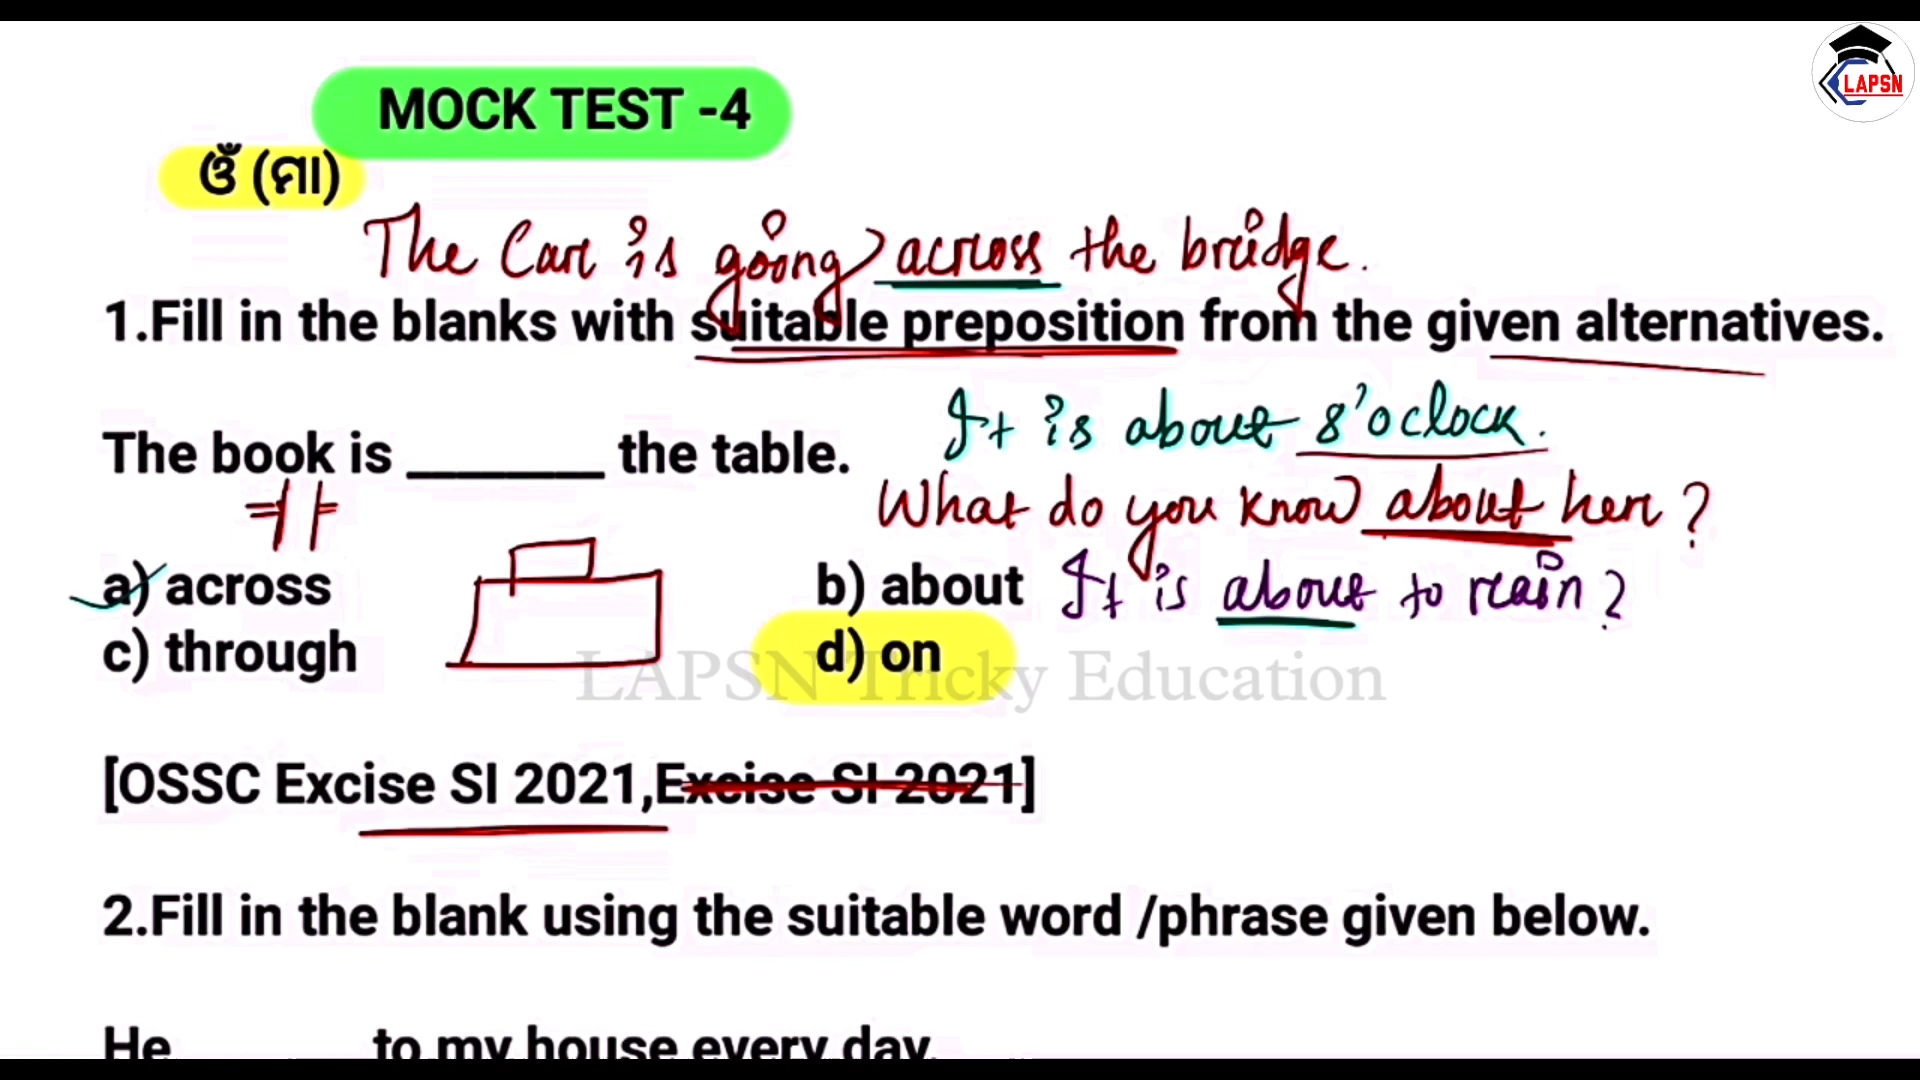 LAPSN
MOCK TEST -4
ଓଁ (ମା)
The Car is going across the bridge.
1.Fill in the blanks with suitable preposition from the given alternatives.
It is about 8'oclock.
The book is ________ the table.
What do you know about her ?
a) across
b) about
It is about to rain ?
c) through
d) on
LAPSN Tricky Education
[OSSC Excise SI 2021,Excise SI 2021]
2.Fill in the blank using the suitable word /phrase given below.
He to my house every day.